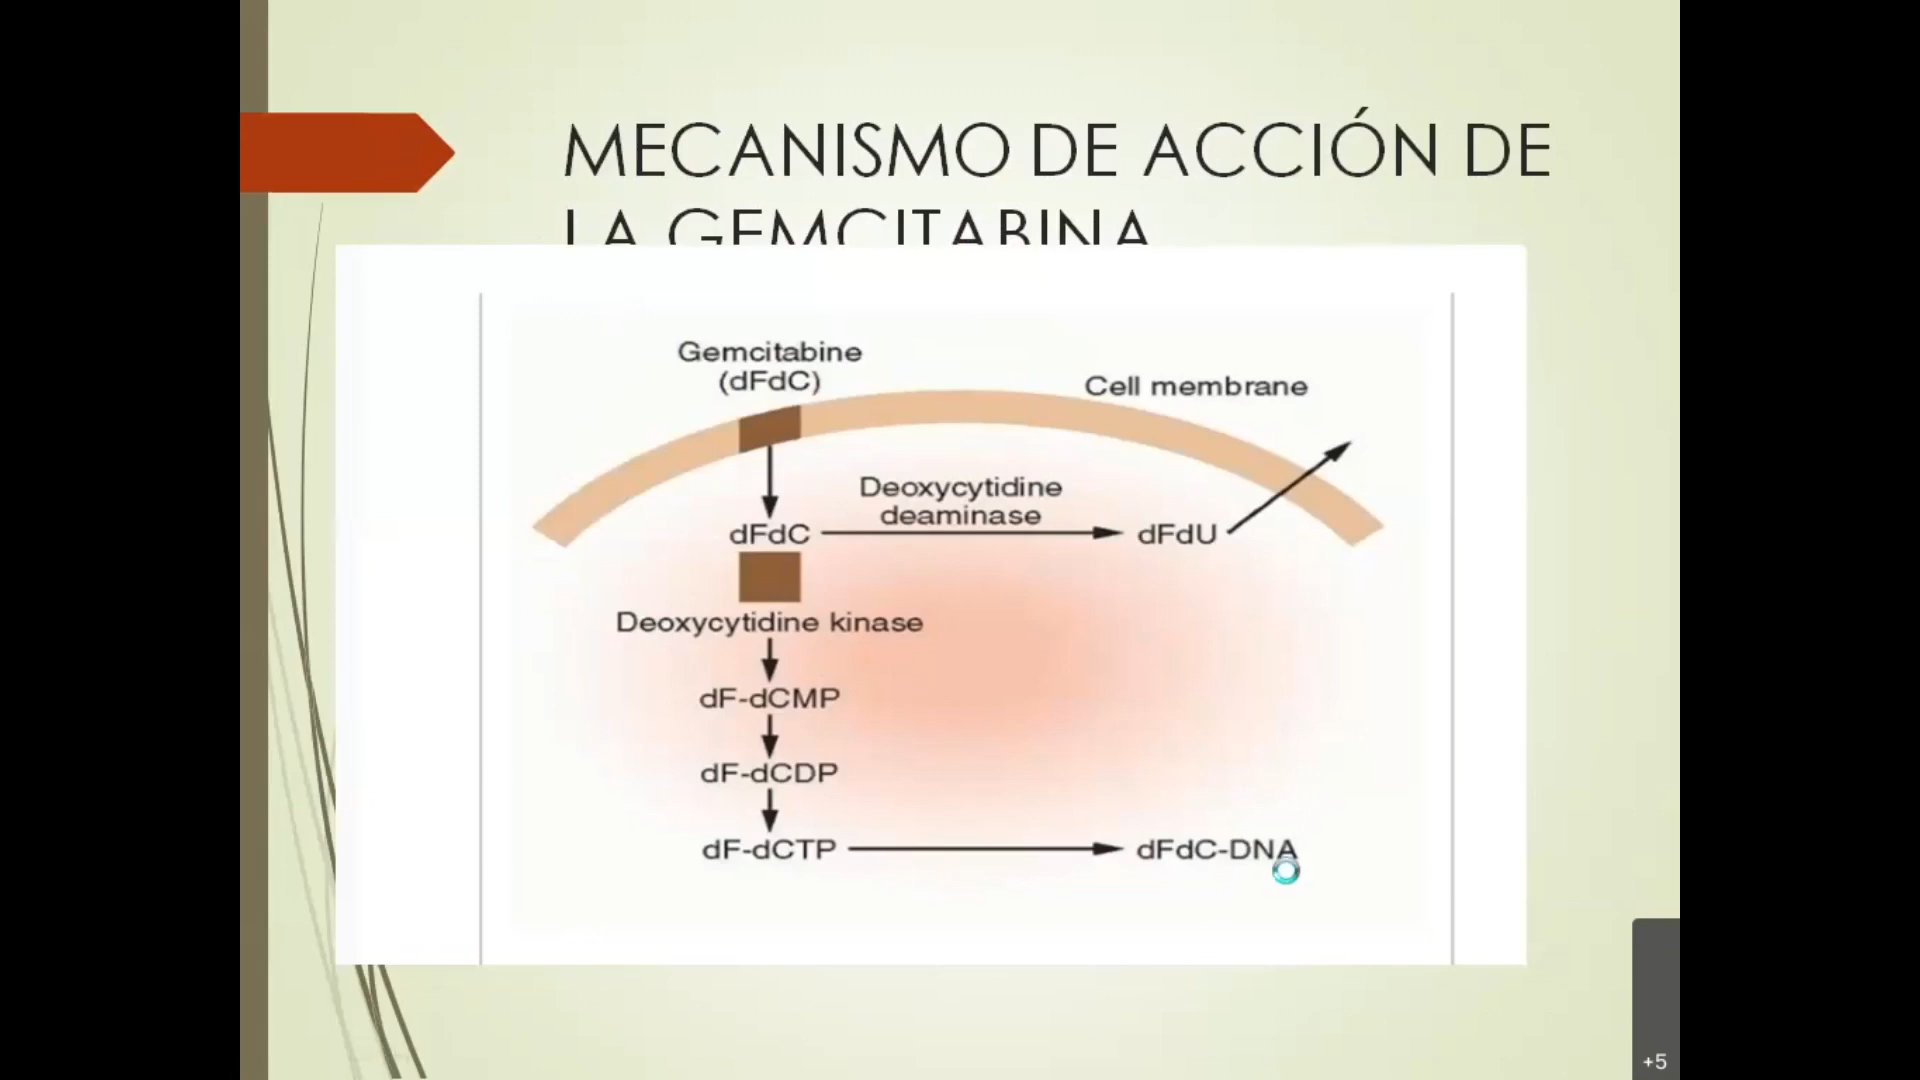 MECANISMO DE ACCIÓN DE
LA GEMCITABINA
Gemcitabine
(dFdC)
Cell membrane
Deoxycytidine
deaminase
dFdC
dFdU
Deoxycytidine kinase
dF-dCMP
dF-dCDP
dF-dCTP
dFdC-DNA
+5